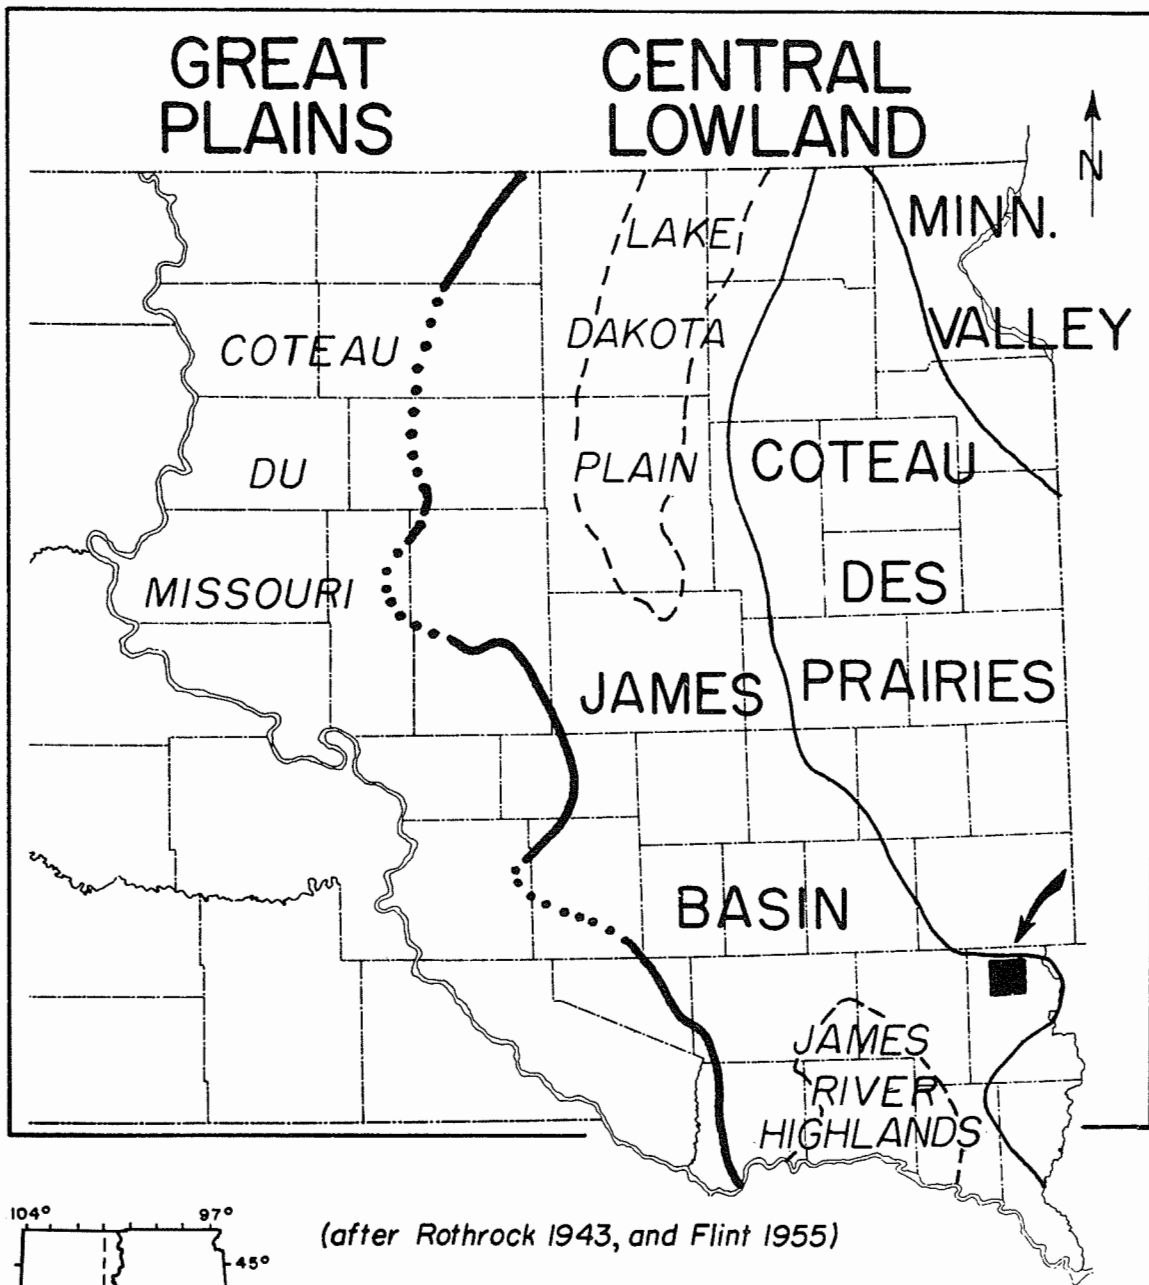 GREAT
PLAINS
CENTRAL
LOWLAND
N
MINN.
VALLEY
LAKE
DAKOTA
PLAIN
COTEAU
DU
MISSOURI
COTEAU
DES
PRAIRIES
JAMES
BASIN
JAMES
RIVER
HIGHLANDS
104°
97°
45°
(after Rothrock 1943, and Flint 1955)